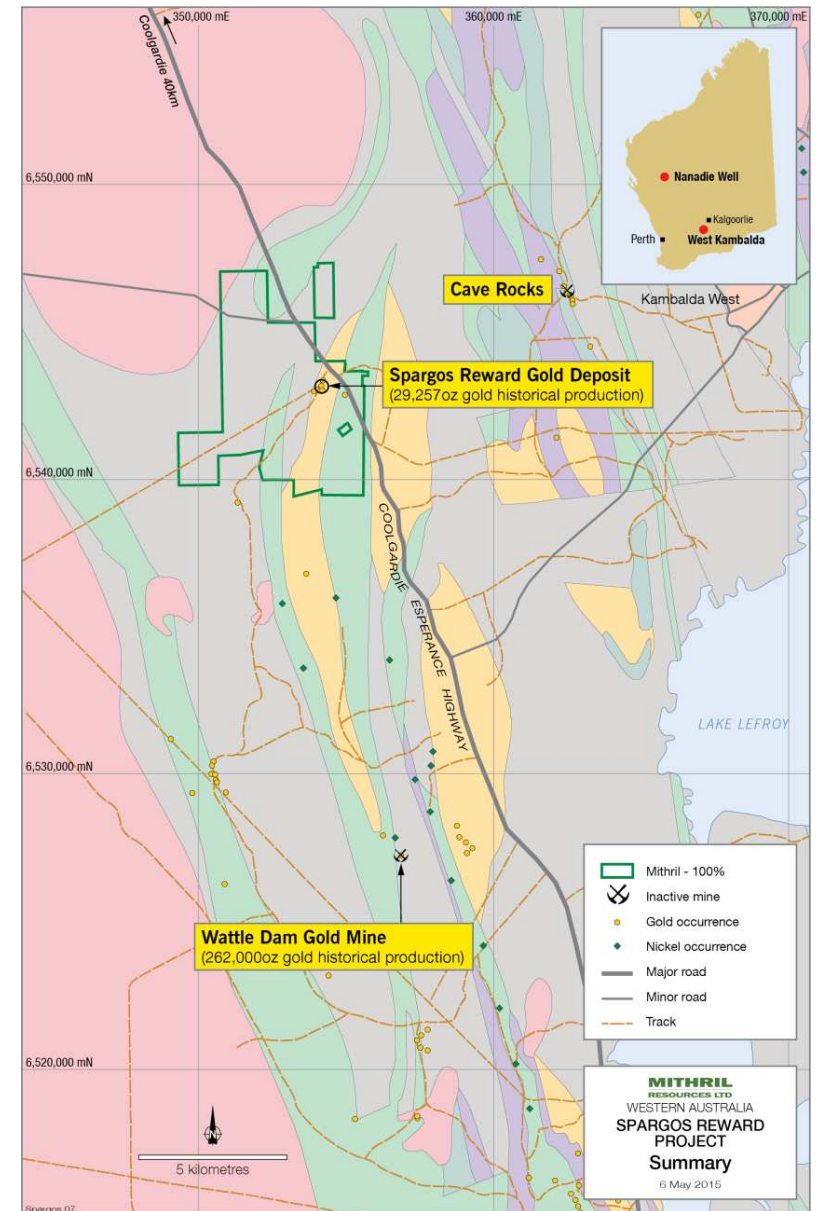 350,000 mE
360,000 mE
370,000 mE
Coolgardie 40km
6,550,000 mN
Nanadie Well
Kalgoorlie
Perth
West Kambalda
Cave Rocks
Kambalda West
Spargos Reward Gold Deposit
(29,257oz gold historical production)
6,540,000 mN
COOLGARDIE ESPERANCE HIGHWAY
LAKE LEFROY
6,530,000 mN
Wattle Dam Gold Mine
(262,000oz gold historical production)
Mithril - 100%
Inactive mine
Gold occurrence
Nickel occurrence
Major road
Minor road
Track
6,520,000 mN
N
5 kilometres
MITHRIL
RESOURCES LTD
WESTERN AUSTRALIA
SPARGOS REWARD
PROJECT
Summary
6 May 2015
Spargos 07